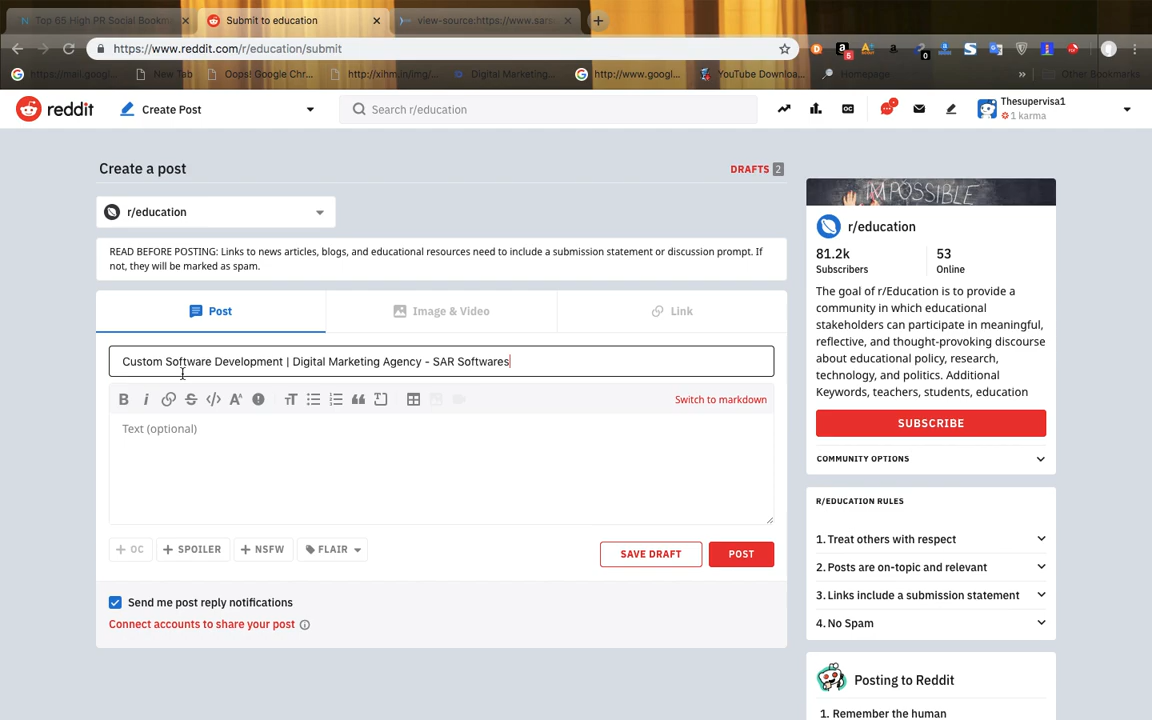 Top 65 High PR Social Bookm
Submit to education
view-source:https://www.sars
https://www.reddit.com/r/education/submit
https://mail.googl...
New Tab
Oops! Google Chr...
http://xihm.in/img/...
Digital Marketing...
http://www.googl...
YouTube Downloa...
Homepage
Other Bookmarks
reddit
Create Post
Search r/education
Thesupervisa1
1 karma
Create a post
DRAFTS 2
r/education
READ BEFORE POSTING: Links to news articles, blogs, and educational resources need to include a submission statement or discussion prompt. If
not, they will be marked as spam.
Post
Image & Video
Link
Custom Software Development | Digital Marketing Agency - SAR Softwares
Switch to markdown
Text (optional)
OC
SPOILER
NSFW
FLAIR
SAVE DRAFT
POST
Send me post reply notifications
Connect accounts to share your post
IMPOSSIBLE
r/education
81.2k
53
Subscribers
Online
The goal of r/Education is to provide a
community in which educational
stakeholders can participate in meaningful,
reflective, and thought-provoking discourse
about educational policy, research,
technology, and politics. Additional
Keywords, teachers, students, education
SUBSCRIBE
COMMUNITY OPTIONS
R/EDUCATION RULES
1. Treat others with respect
2. Posts are on-topic and relevant
3. Links include a submission statement
4. No Spam
Posting to Reddit
1. Remember the human